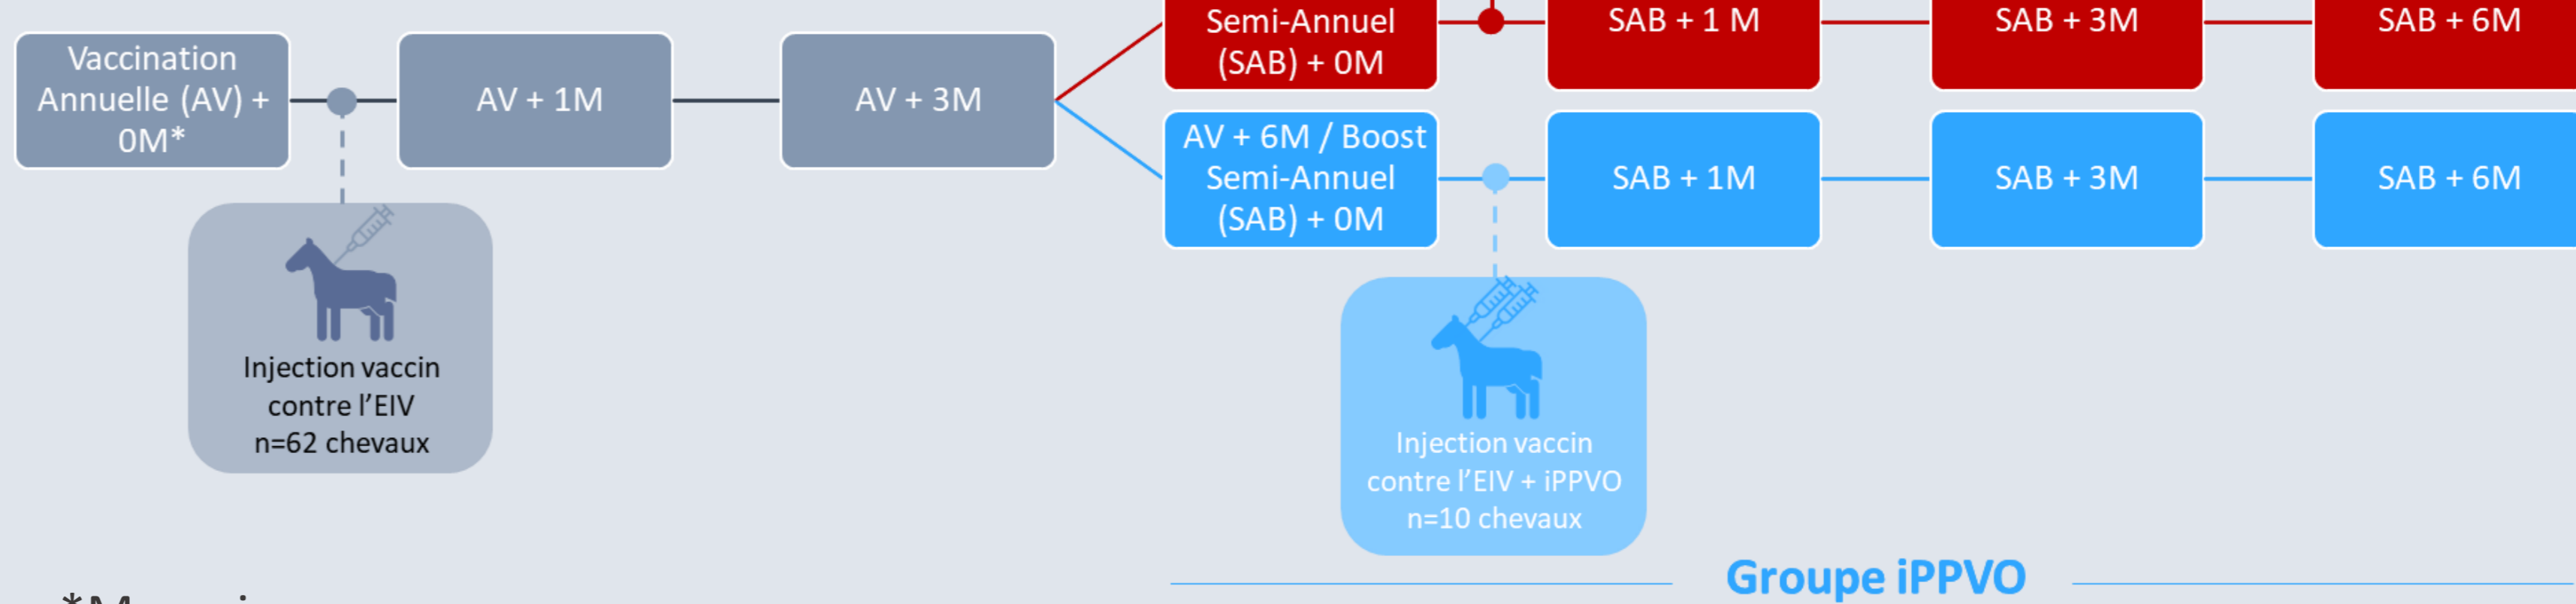 Vaccination
Annuelle (AV) +
0M*
AV + 1M
AV + 3M
Semi-Annuel
(SAB) + 0M
SAB + 1 M
SAB + 3M
SAB + 6M
AV + 6M / Boost
Semi-Annuel
(SAB) + 0M
SAB + 1M
SAB + 3M
SAB + 6M
Injection vaccin
contre l'EIV
n=62 chevaux
Injection vaccin
contre l'EIV + iPPVO
n=10 chevaux
Groupe iPPVO